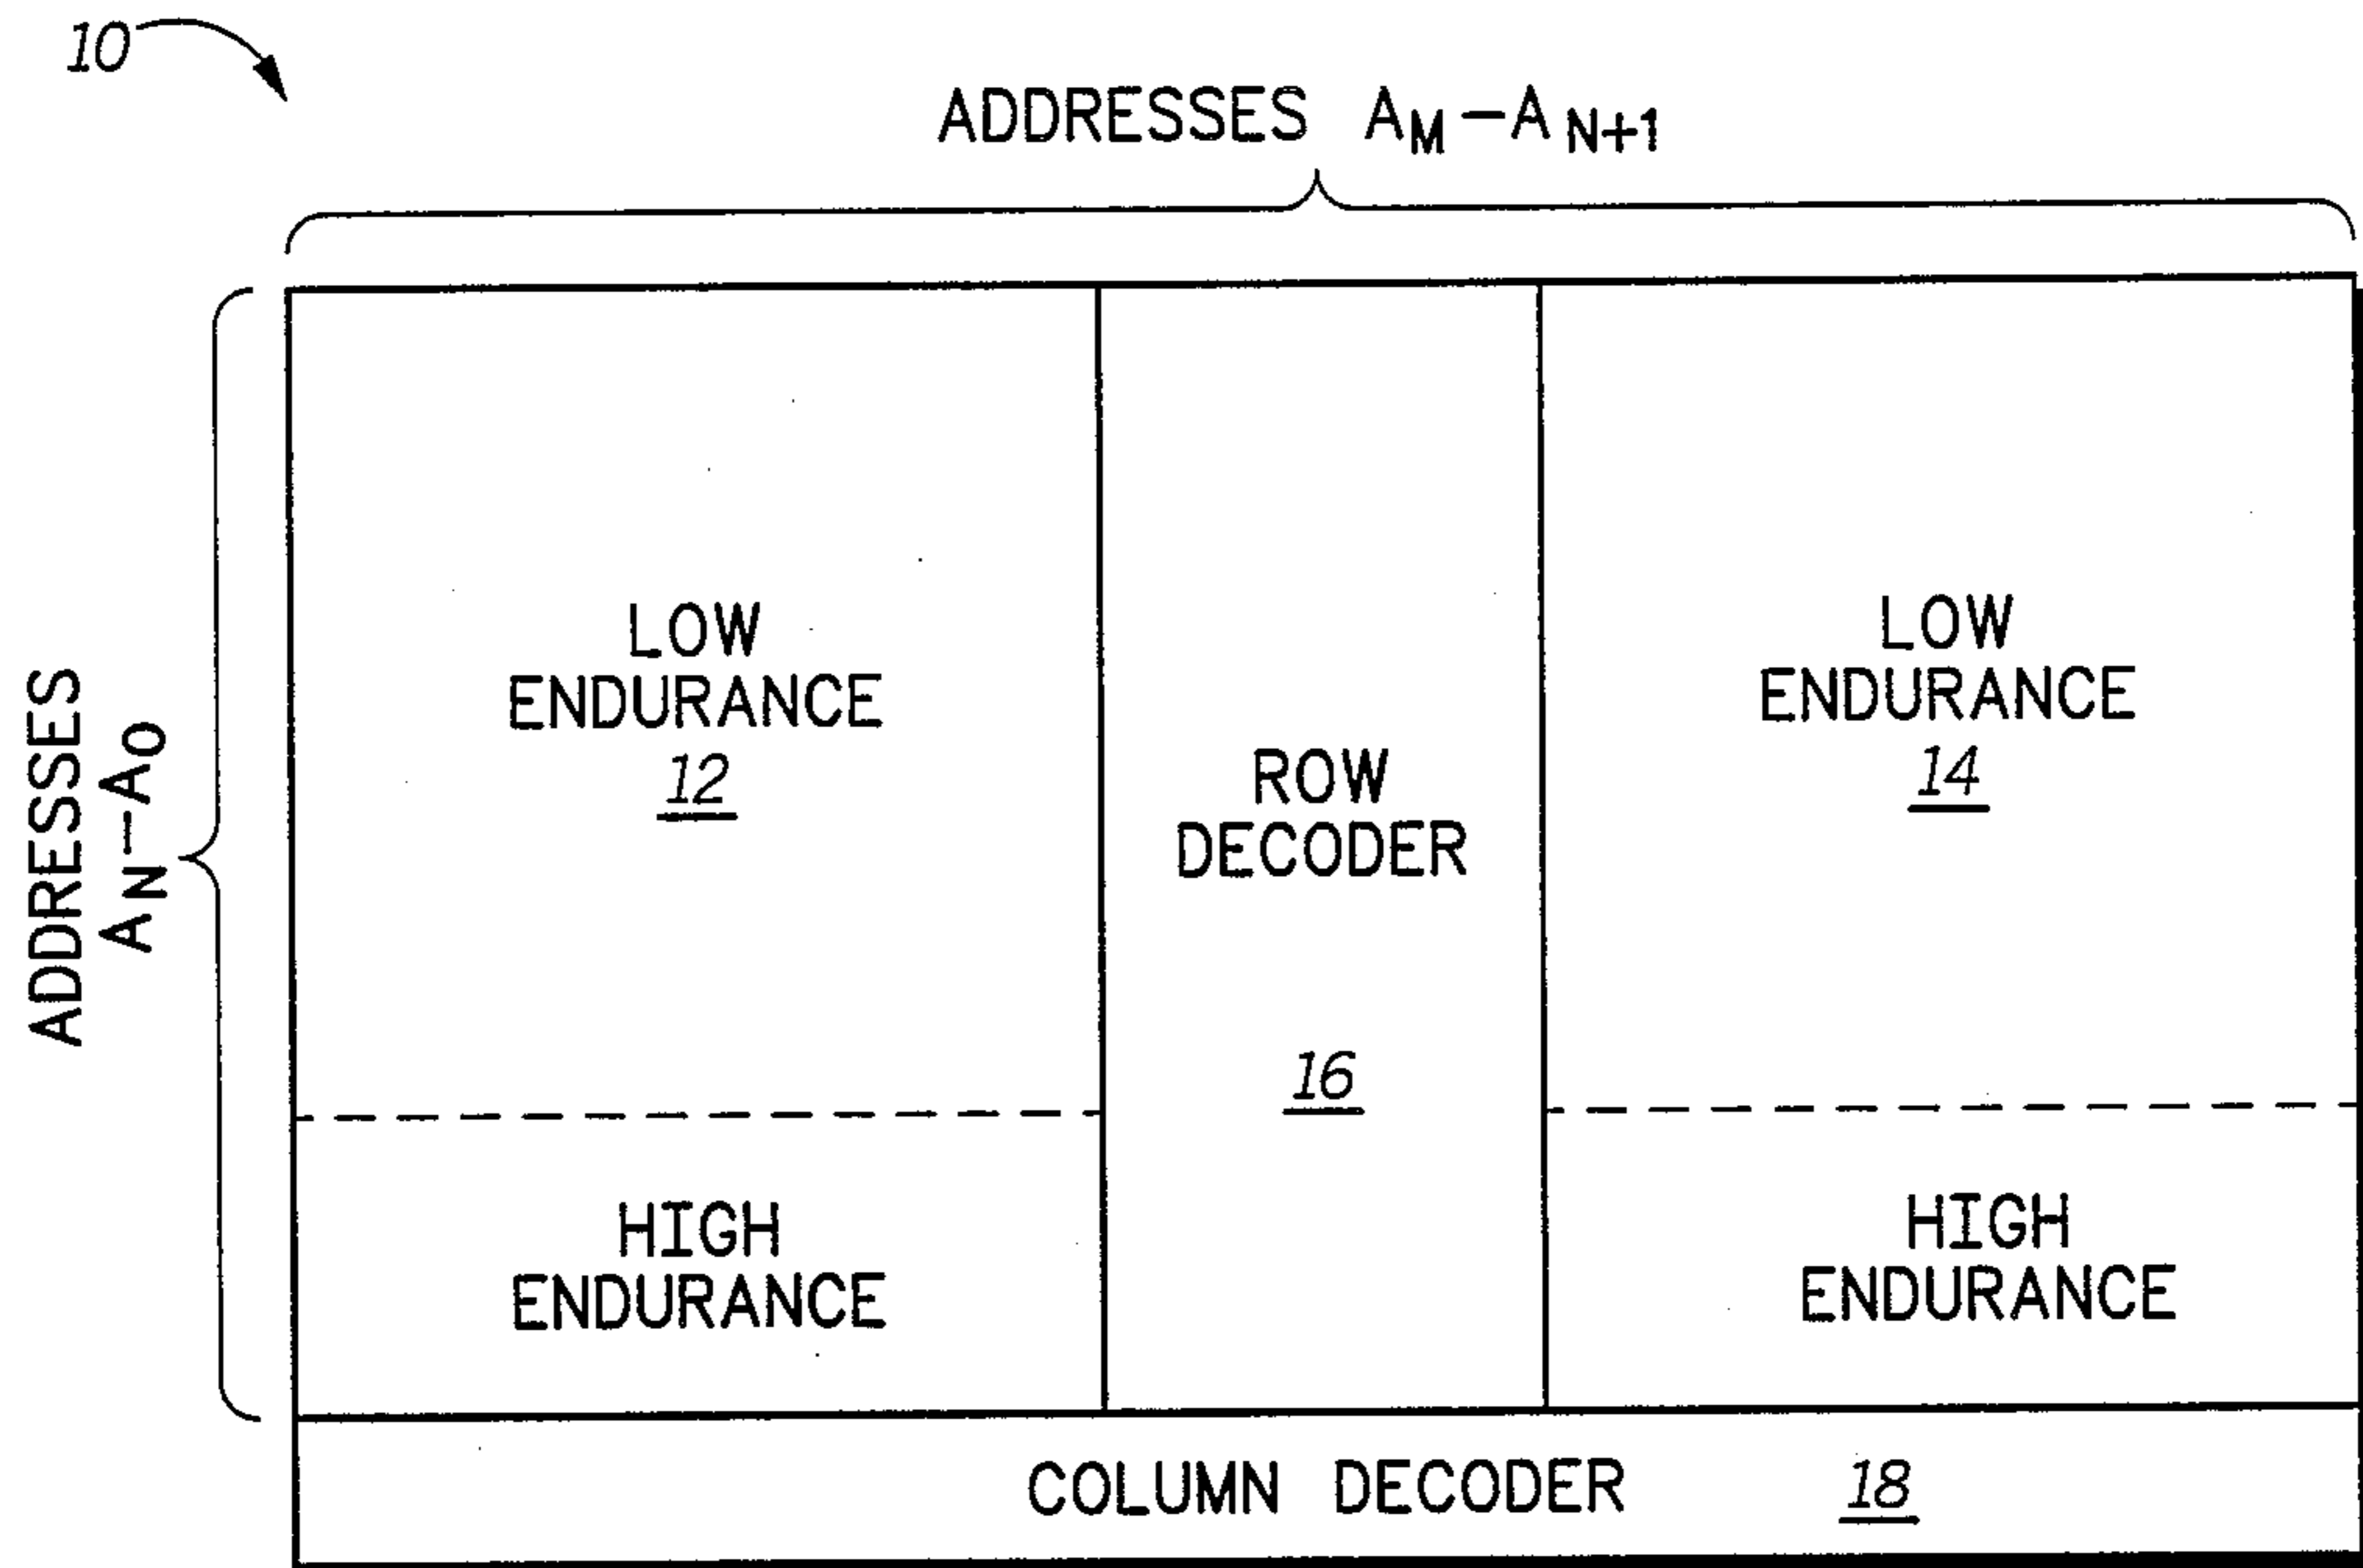 10
ADDRESSES AM-AN+1
ADDRESSES
AN-A0
LOW
ENDURANCE
12
ROW
DECODER
16
LOW
ENDURANCE
14
HIGH
ENDURANCE
HIGH
ENDURANCE
COLUMN DECODER 18